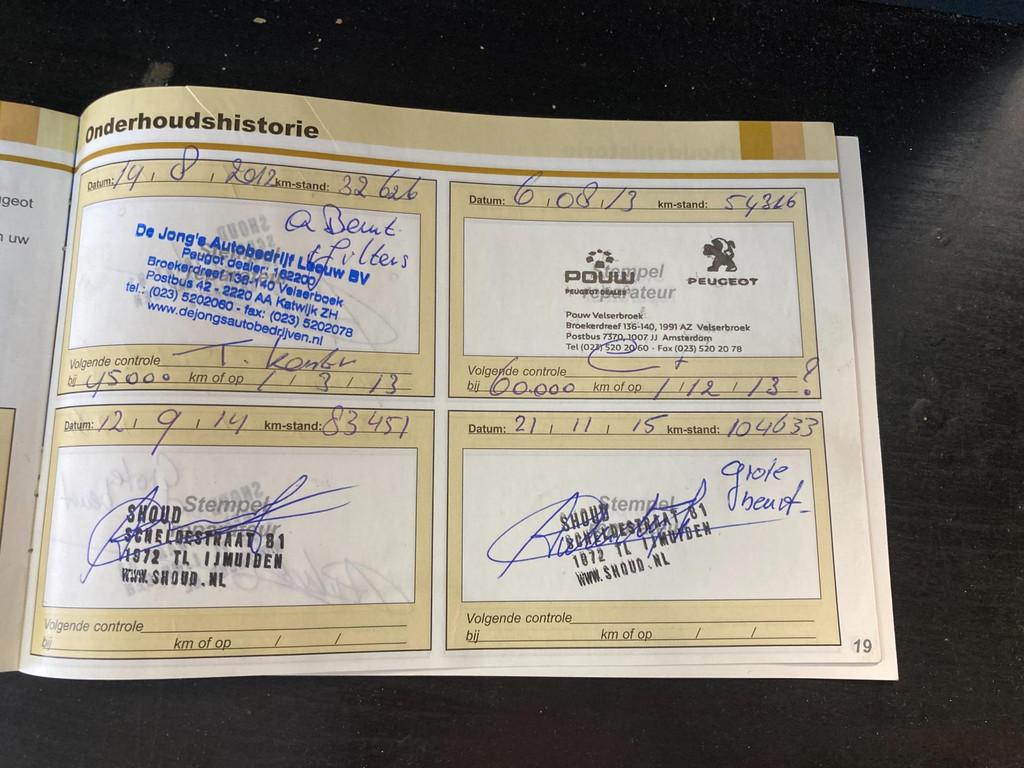 geot
uw
Onderhoudshistorie
Datum: 14 / 8 / 2012 km-stand: 32626
a Beurt.
+ Filters
De Jong's Autobedrijf Leeuw BV
Peugot dealer: 162200
Broekerdreef 136-140 Velserboek
Postbus 42 - 2220 AA Katwijk ZH
tel.: (023) 5202060 - fax: (023) 5202078
www.dejongsautobedrijven.nl
Volgende controle T.
bij 45000 km of op 1 / 3 / 13
Datum: 6 / 08 / 13 km-stand: 54316
Stempel
reparateur
POUW
PEUGEOT DEALER
PEUGEOT
Pouw Velserbroek
Broekerdreef 136-140, 1991 AZ Velserbroek
Postbus 7370, 1007 JJ Amsterdam
Tel (023) 520 20 60 - Fax (023) 520 20 78
Volgende controle
bij 60.000 km of op 1 / 12 / 13 ?
Datum: 12 / 9 / 14 km-stand: 83451
Stempel
reparateur
SHOUD
SCHELDESTRAAT 81
1972 TL IJMUIDEN
WWW.SHOUD.NL
Volgende controle
bij km of op / /
Datum: 21 / 11 / 15 km-stand: 104633
grote
beurt
Stempel
SHOUD
SCHELDESTRAAT 81
1972 TL IJMUIDEN
WWW.SHOUD.NL
Volgende controle
bij km of op / /
19